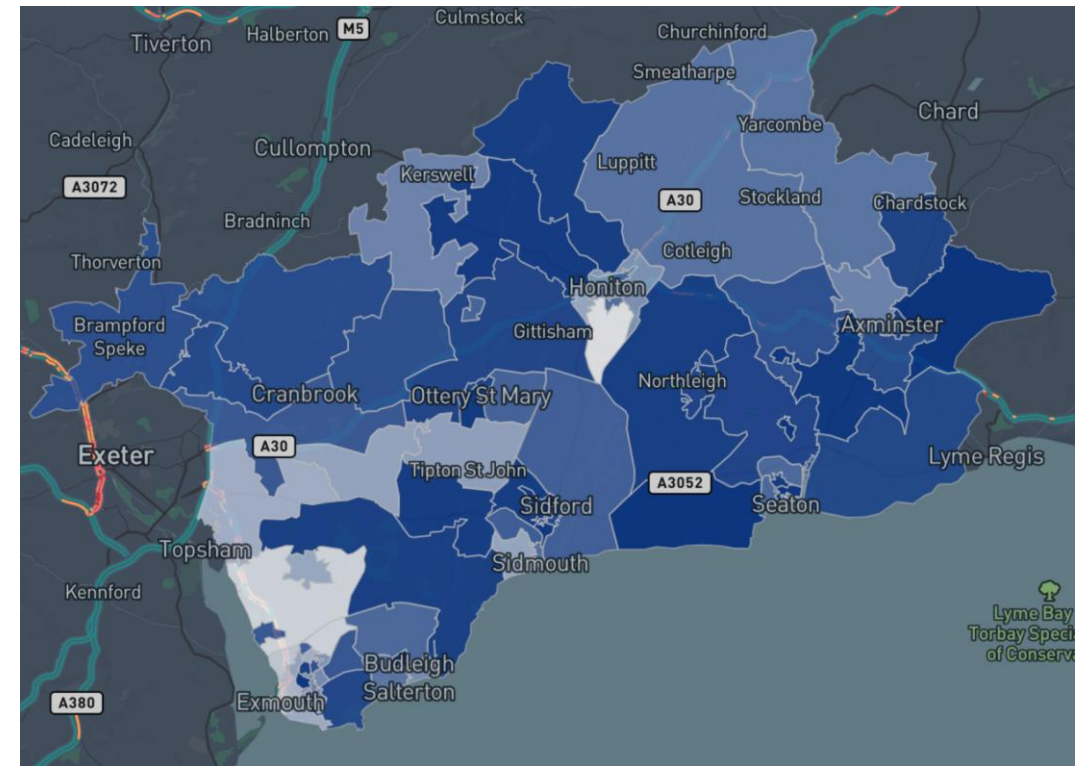 Culmstock
Halberton
M5
Tiverton
Churchinford
Smeatharpe
Chard
Yarcombe
Cadeleigh
Cullompton
Luppitt
Kerswell
A3072
A30
Stockland
Chardstock
Bradninch
Cotleigh
Thorverton
Honiton
Brampford
Speke
Gittisham
Axminster
Northleigh
Cranbrook
Ottery St Mary
A30
Exeter
Tipton St John
Lyme Regis
A3052
Sidford
Seaton
Topsham
Sidmouth
Kennford
Lyme Bay
Torbay Speci
of Conserva
Budleigh
Salterton
Exmouth
A380